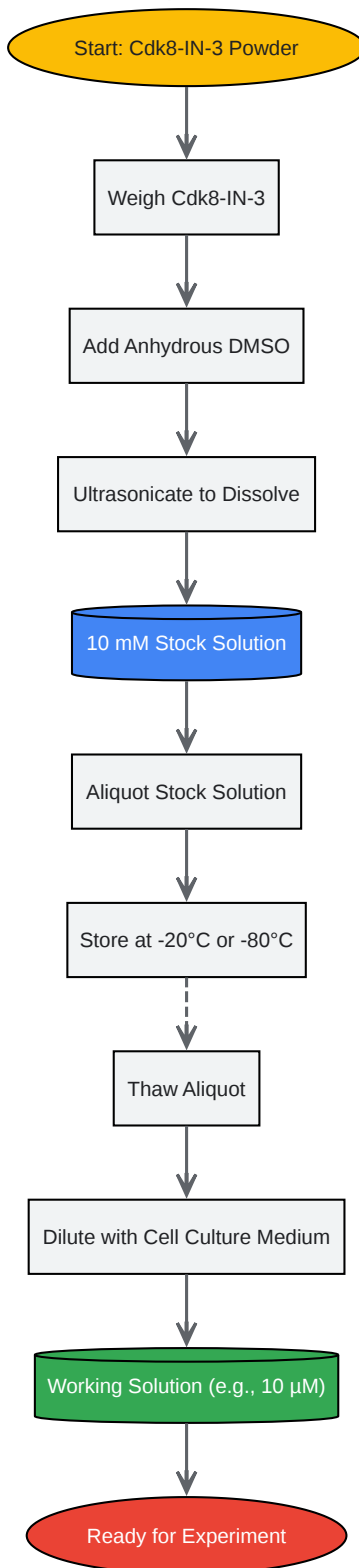 Start: Cdk8-IN-3 Powder
Weigh Cdk8-IN-3
Add Anhydrous DMSO
Ultrasonicate to Dissolve
10 mM Stock Solution
Aliquot Stock Solution
Store at -20°C or -80°C
Thaw Aliquot
Dilute with Cell Culture Medium
Working Solution (e.g., 10 µM)
Ready for Experiment